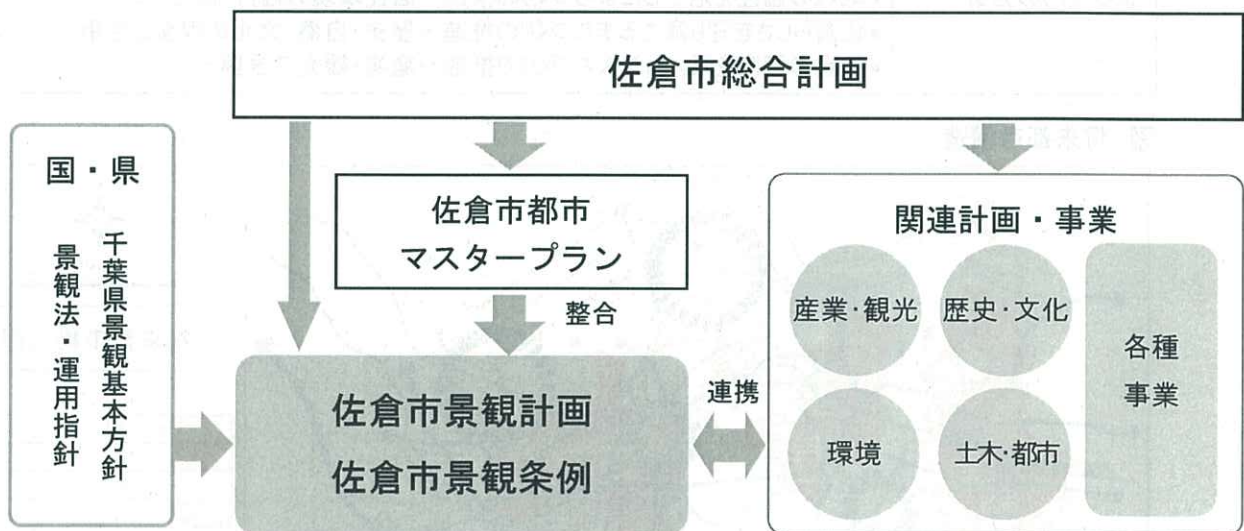 佐倉市総合計画
国・県
千葉県景観基本方針
景観法・運用指針
佐倉市都市
マスタープラン
整合
佐倉市景観計画
佐倉市景観条例
連携
関連計画・事業
産業・観光
歴史・文化
環境
土木・都市
各種
事業